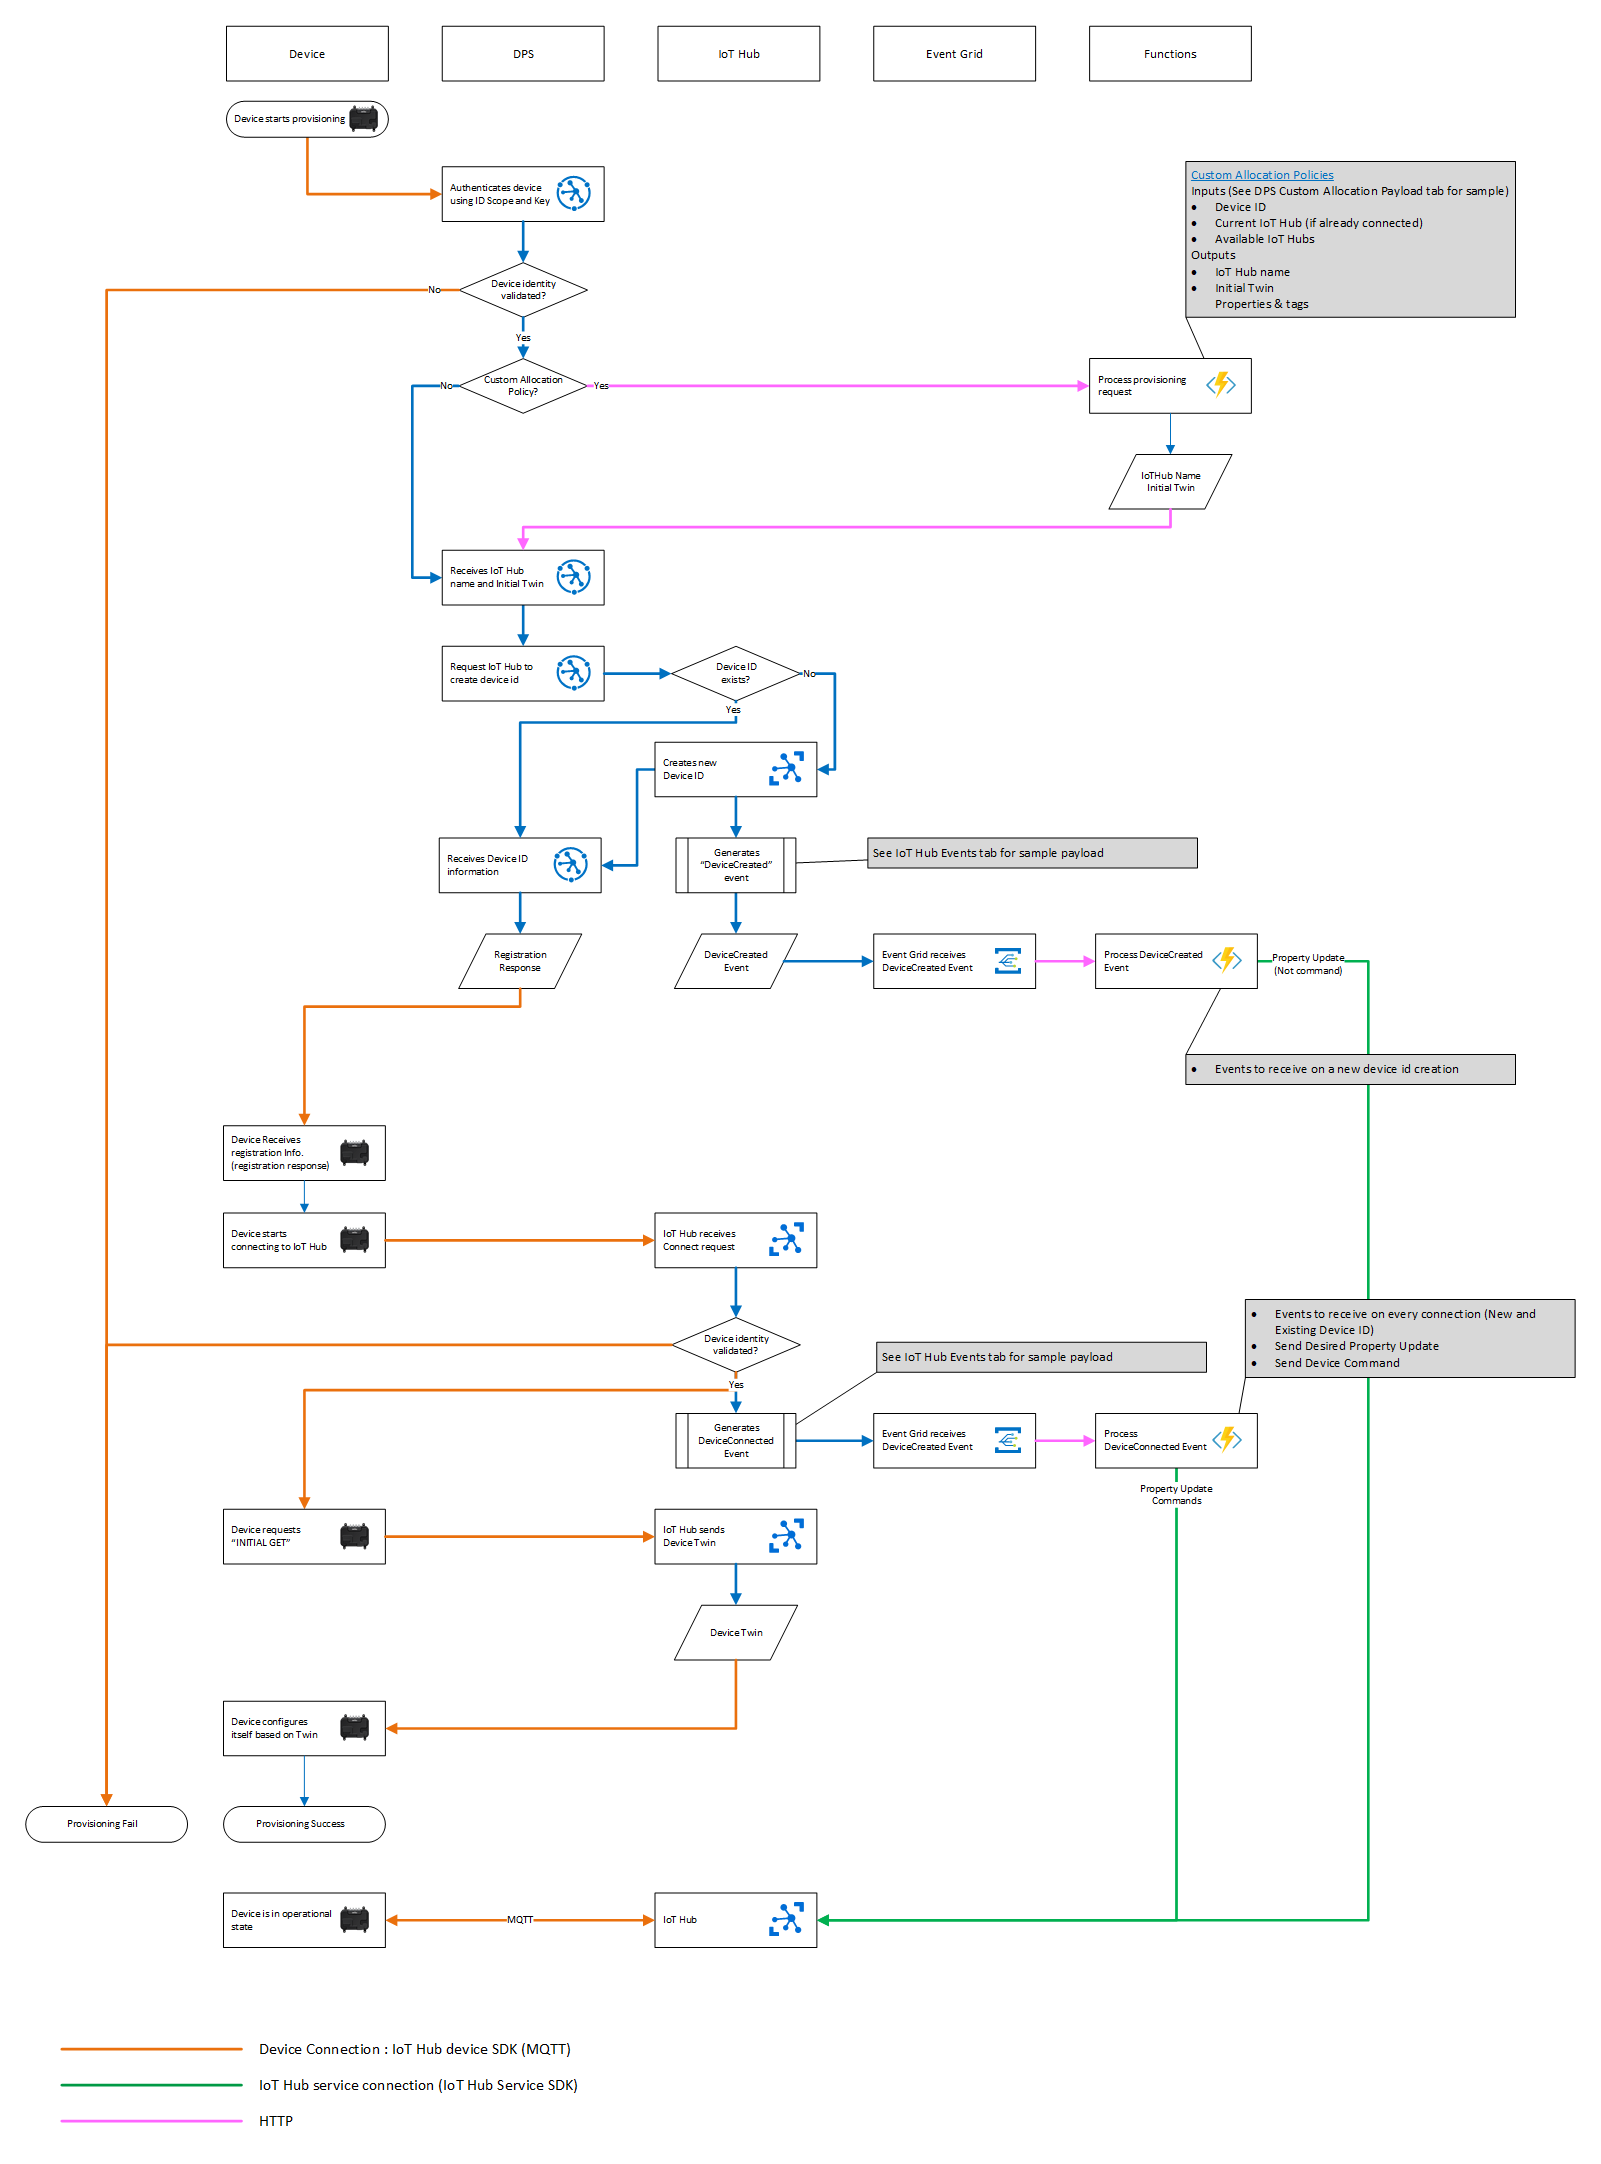 Device
DPS
IoT Hub
Event Grid
Functions
Device starts provisioning
Authenticates device
using ID Scope and Key
Custom Allocation Policies
Inputs (See DPS Custom Allocation Payload tab for sample)
• Device ID
• Current IoT Hub (if already connected)
• Available IoT Hubs
Outputs
• IoT Hub name
• Initial Twin
Properties & tags
Device identity
validated?
No
Yes
Custom Allocation
Policy?
No
Yes
Process provisioning
request
IoTHub Name
Initial Twin
Receives IoT Hub
name and Initial Twin
Request IoT Hub to
create device id
Device ID
exists?
No
Yes
Creates new
Device ID
Receives Device ID
information
Generates
“DeviceCreated”
event
See IoT Hub Events tab for sample payload
Registration
Response
DeviceCreated
Event
Event Grid receives
DeviceCreated Event
Process DeviceCreated
Event
Property Update
(Not command)
• Events to receive on a new device id creation
Device Receives
registration Info.
(registration response)
Device starts
connecting to IoT Hub
IoT Hub receives
Connect request
Device identity
validated?
Yes
See IoT Hub Events tab for sample payload
• Events to receive on every connection (New and
Existing Device ID)
• Send Desired Property Update
• Send Device Command
Generates
DeviceConnected
Event
Event Grid receives
DeviceCreated Event
Process
DeviceConnected Event
Property Update
Commands
Device requests
“INITIAL GET”
IoT Hub sends
Device Twin
Device Twin
Device configures
itself based on Twin
Provisioning Fail
Provisioning Success
Device is in operational
state
MQTT
IoT Hub
Device Connection : IoT Hub device SDK (MQTT)
IoT Hub service connection (IoT Hub Service SDK)
HTTP